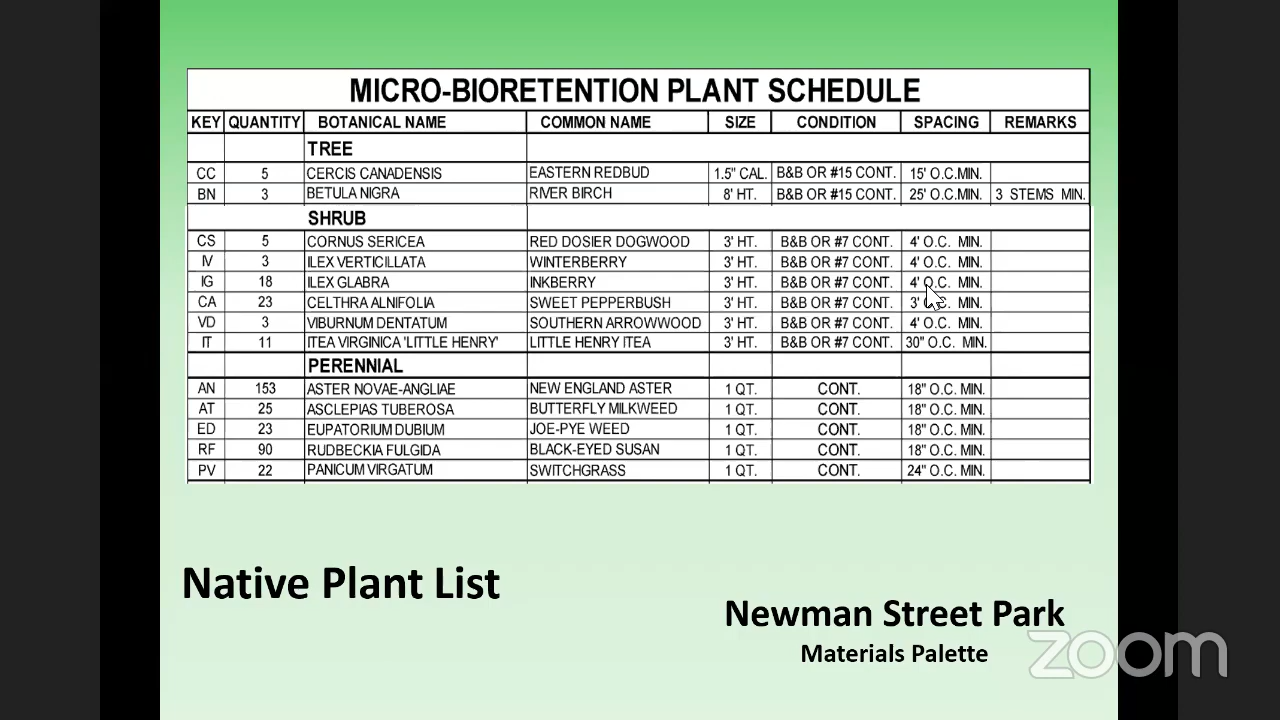 MICRO-BIORETENTION PLANT SCHEDULE
KEY QUANTITY BOTANICAL NAME COMMON NAME SIZE CONDITION SPACING REMARKS
TREE
CC 5 CERCIS CANADENSIS EASTERN REDBUD 1.5" CAL. B&B OR #15 CONT. 15' O.C.MIN.
BN 3 BETULA NIGRA RIVER BIRCH 8' HT. B&B OR #15 CONT. 25' O.C.MIN. 3 STEMS MIN.
SHRUB
CS 5 CORNUS SERICEA RED DOSIER DOGWOOD 3' HT. B&B OR #7 CONT. 4' O.C. MIN.
IV 3 ILEX VERTICILLATA WINTERBERRY 3' HT. B&B OR #7 CONT. 4' O.C. MIN.
IG 18 ILEX GLABRA INKBERRY 3' HT. B&B OR #7 CONT. 4' O.C. MIN.
CA 23 CELTHRA ALNIFOLIA SWEET PEPPERBUSH 3' HT. B&B OR #7 CONT. 3' O.C. MIN.
VD 3 VIBURNUM DENTATUM SOUTHERN ARROWWOOD 3' HT. B&B OR #7 CONT. 4' O.C. MIN.
IT 11 ITEA VIRGINICA 'LITTLE HENRY' LITTLE HENRY ITEA 3' HT. B&B OR #7 CONT. 30" O.C. MIN.
PERENNIAL
AN 153 ASTER NOVAE-ANGLIAE NEW ENGLAND ASTER 1 QT. CONT. 18" O.C. MIN.
AT 25 ASCLEPIAS TUBEROSA BUTTERFLY MILKWEED 1 QT. CONT. 18" O.C. MIN.
ED 23 EUPATORIUM DUBIUM JOE-PYE WEED 1 QT. CONT. 18" O.C. MIN.
RF 90 RUDBECKIA FULGIDA BLACK-EYED SUSAN 1 QT. CONT. 18" O.C. MIN.
PV 22 PANICUM VIRGATUM SWITCHGRASS 1 QT. CONT. 24" O.C. MIN.
Native Plant List
Newman Street Park
Materials Palette
zoom